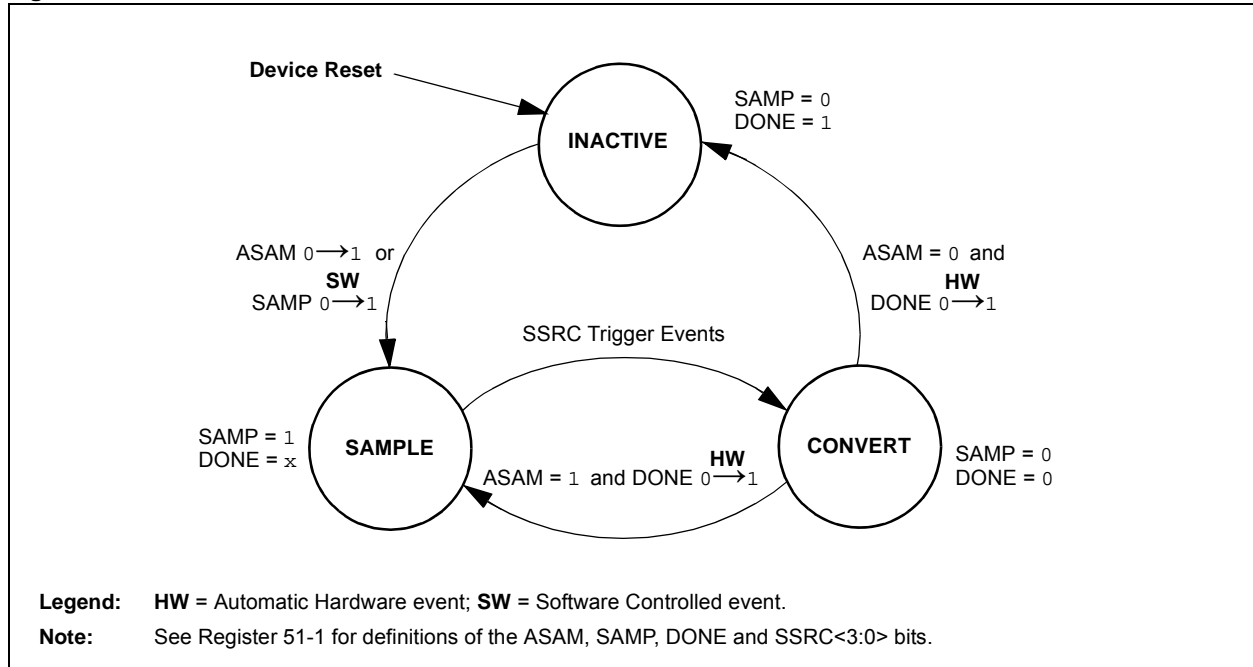 Device Reset
SAMP = 0
DONE = 1
INACTIVE
ASAM 0→1 or
SW
SAMP 0→1
ASAM = 0 and
HW
DONE 0→1
SSRC Trigger Events
SAMP = 1
DONE = x
SAMPLE
HW
ASAM = 1 and DONE 0→1
CONVERT
SAMP = 0
DONE = 0
Legend: HW = Automatic Hardware event; SW = Software Controlled event.
Note: See Register 51-1 for definitions of the ASAM, SAMP, DONE and SSRC<3:0> bits.